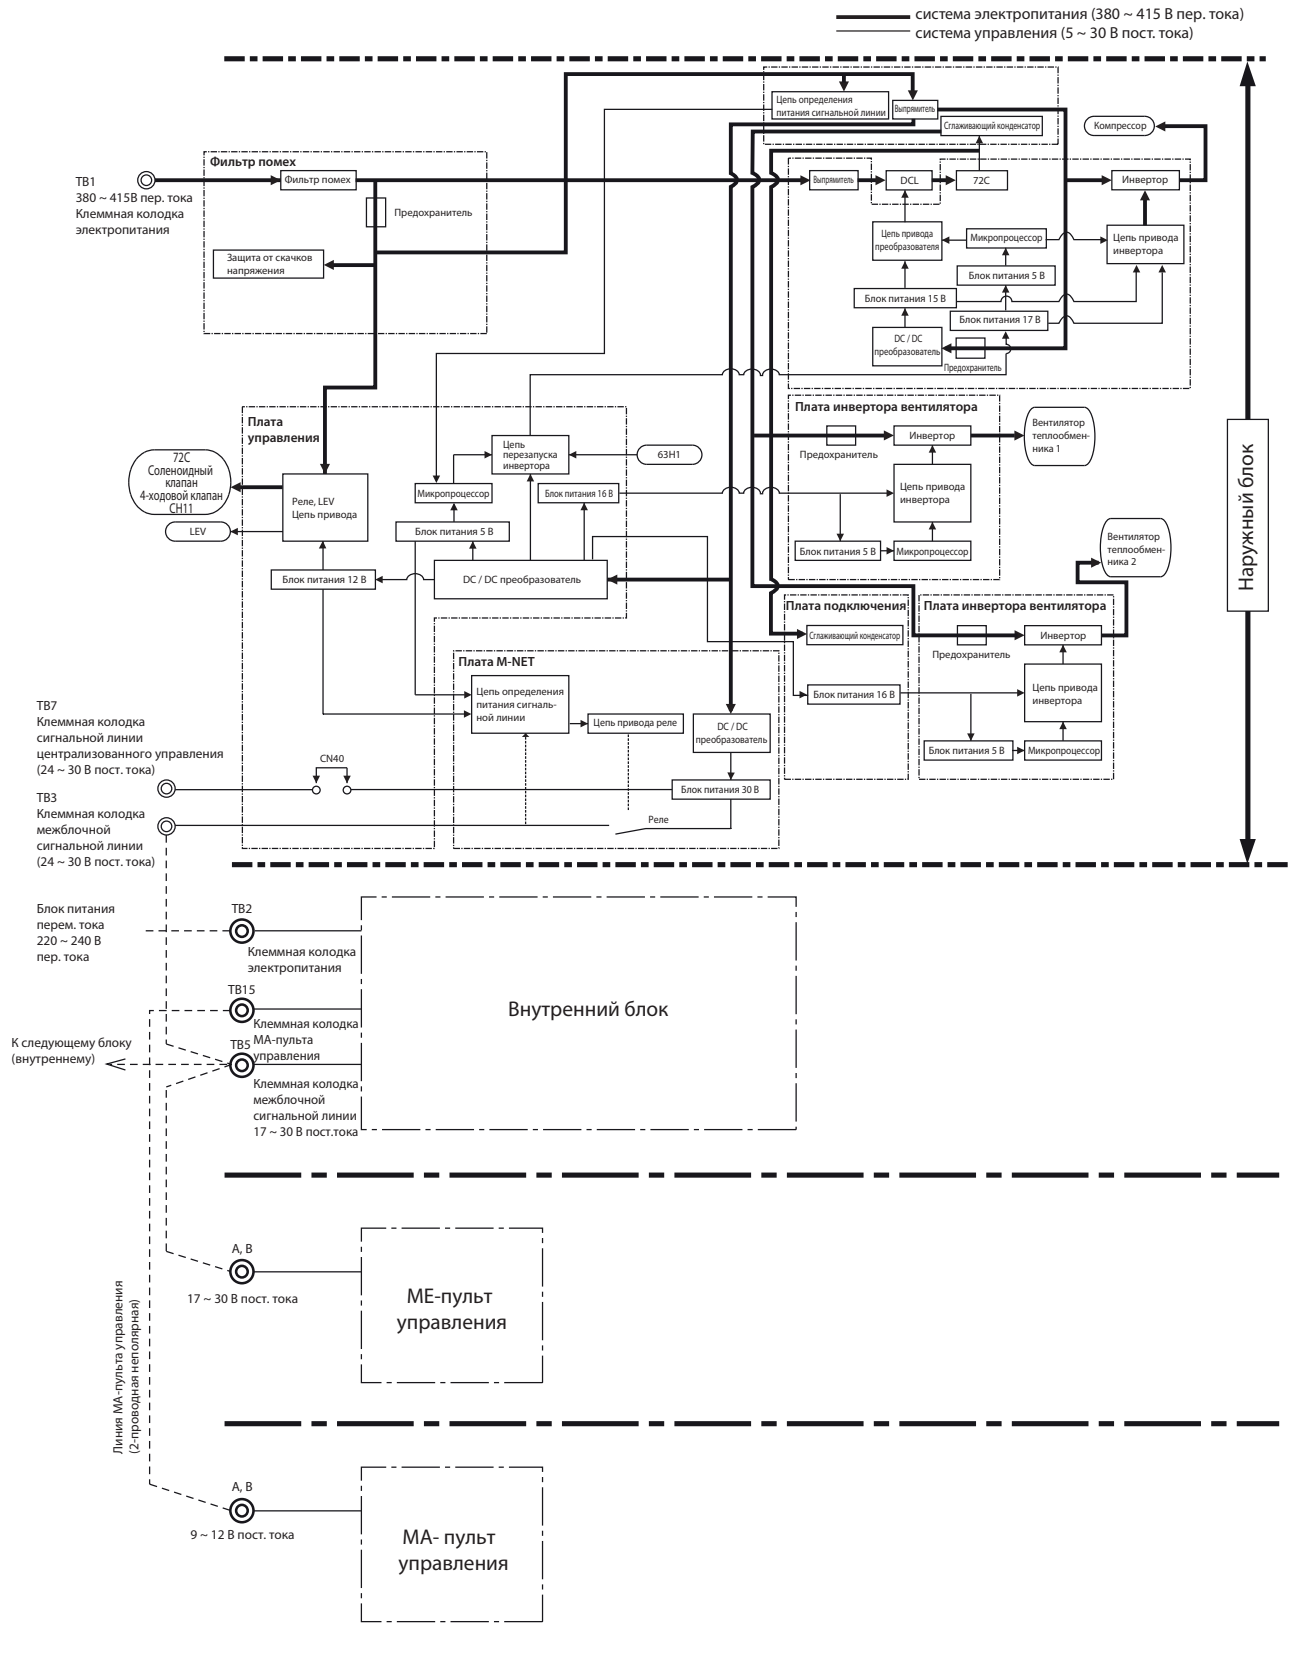 система электропитания (380 ~ 415 В пер. тока)
система управления (5 ~ 30 В пост. тока)
Цепь определения
питания сигнальной линии
Выпрямитель
Сглаживающий конденсатор
Компрессор
Фильтр помех
TB1
380 ~ 415В пер. тока
Клеммная колодка
электропитания
Фильтр помех
Предохранитель
Защита от скачков
напряжения
Выпрямитель
DCL
72C
Инвертор
Цепь привода
преобразователя
Микропроцессор
Цепь привода
инвертора
Блок питания 5 В
Блок питания 15 В
Блок питания 17 В
DC / DC
преобразователь
Предохранитель
Плата
управления
72C
Соленоидный
клапан
4-ходовой клапан
CH11
LEV
Реле, LEV
Цепь привода
Блок питания 12 В
Цепь
перезапуска
инвертора
63H1
Микропроцессор
Блок питания 16 В
Блок питания 5 В
DC / DC преобразователь
Плата инвертора вентилятора
Предохранитель
Инвертор
Вентилятор
теплообмен-
ника 1
Цепь привода
инвертора
Блок питания 5 В
Микропроцессор
Вентилятор
теплообмен-
ника 2
Наружный блок
Плата подключения
Сглаживающий конденсатор
Блок питания 16 В
Плата инвертора вентилятора
Инвертор
Предохранитель
Цепь привода
инвертора
Блок питания 5 В
Микропроцессор
Плата M-NET
Цепь определения
питания сигналь-
ной линии
Цепь привода реле
DC / DC
преобразователь
Блок питания 30 В
Реле
TB7
Клеммная колодка
сигнальной линии
централизованного управления
(24 ~ 30 В пост. тока)
CN40
TB3
Клеммная колодка
межблочной
сигнальной линии
(24 ~ 30 В пост. тока)
Блок питания
перем. тока
220 ~ 240 В
пер. тока
TB2
Клеммная колодка
электропитания
TB15
Клеммная колодка
МА-пульта
управления
К следующему блоку
(внутреннему)
TB5
Клеммная колодка
межблочной
сигнальной линии
17 ~ 30 В пост.тока
Внутренний блок
A, B
17 ~ 30 В пост. тока
МЕ-пульт
управления
Линия МА-пульта управления
(2-проводная неполярная)
A, B
9 ~ 12 В пост. тока
МА- пульт
управления